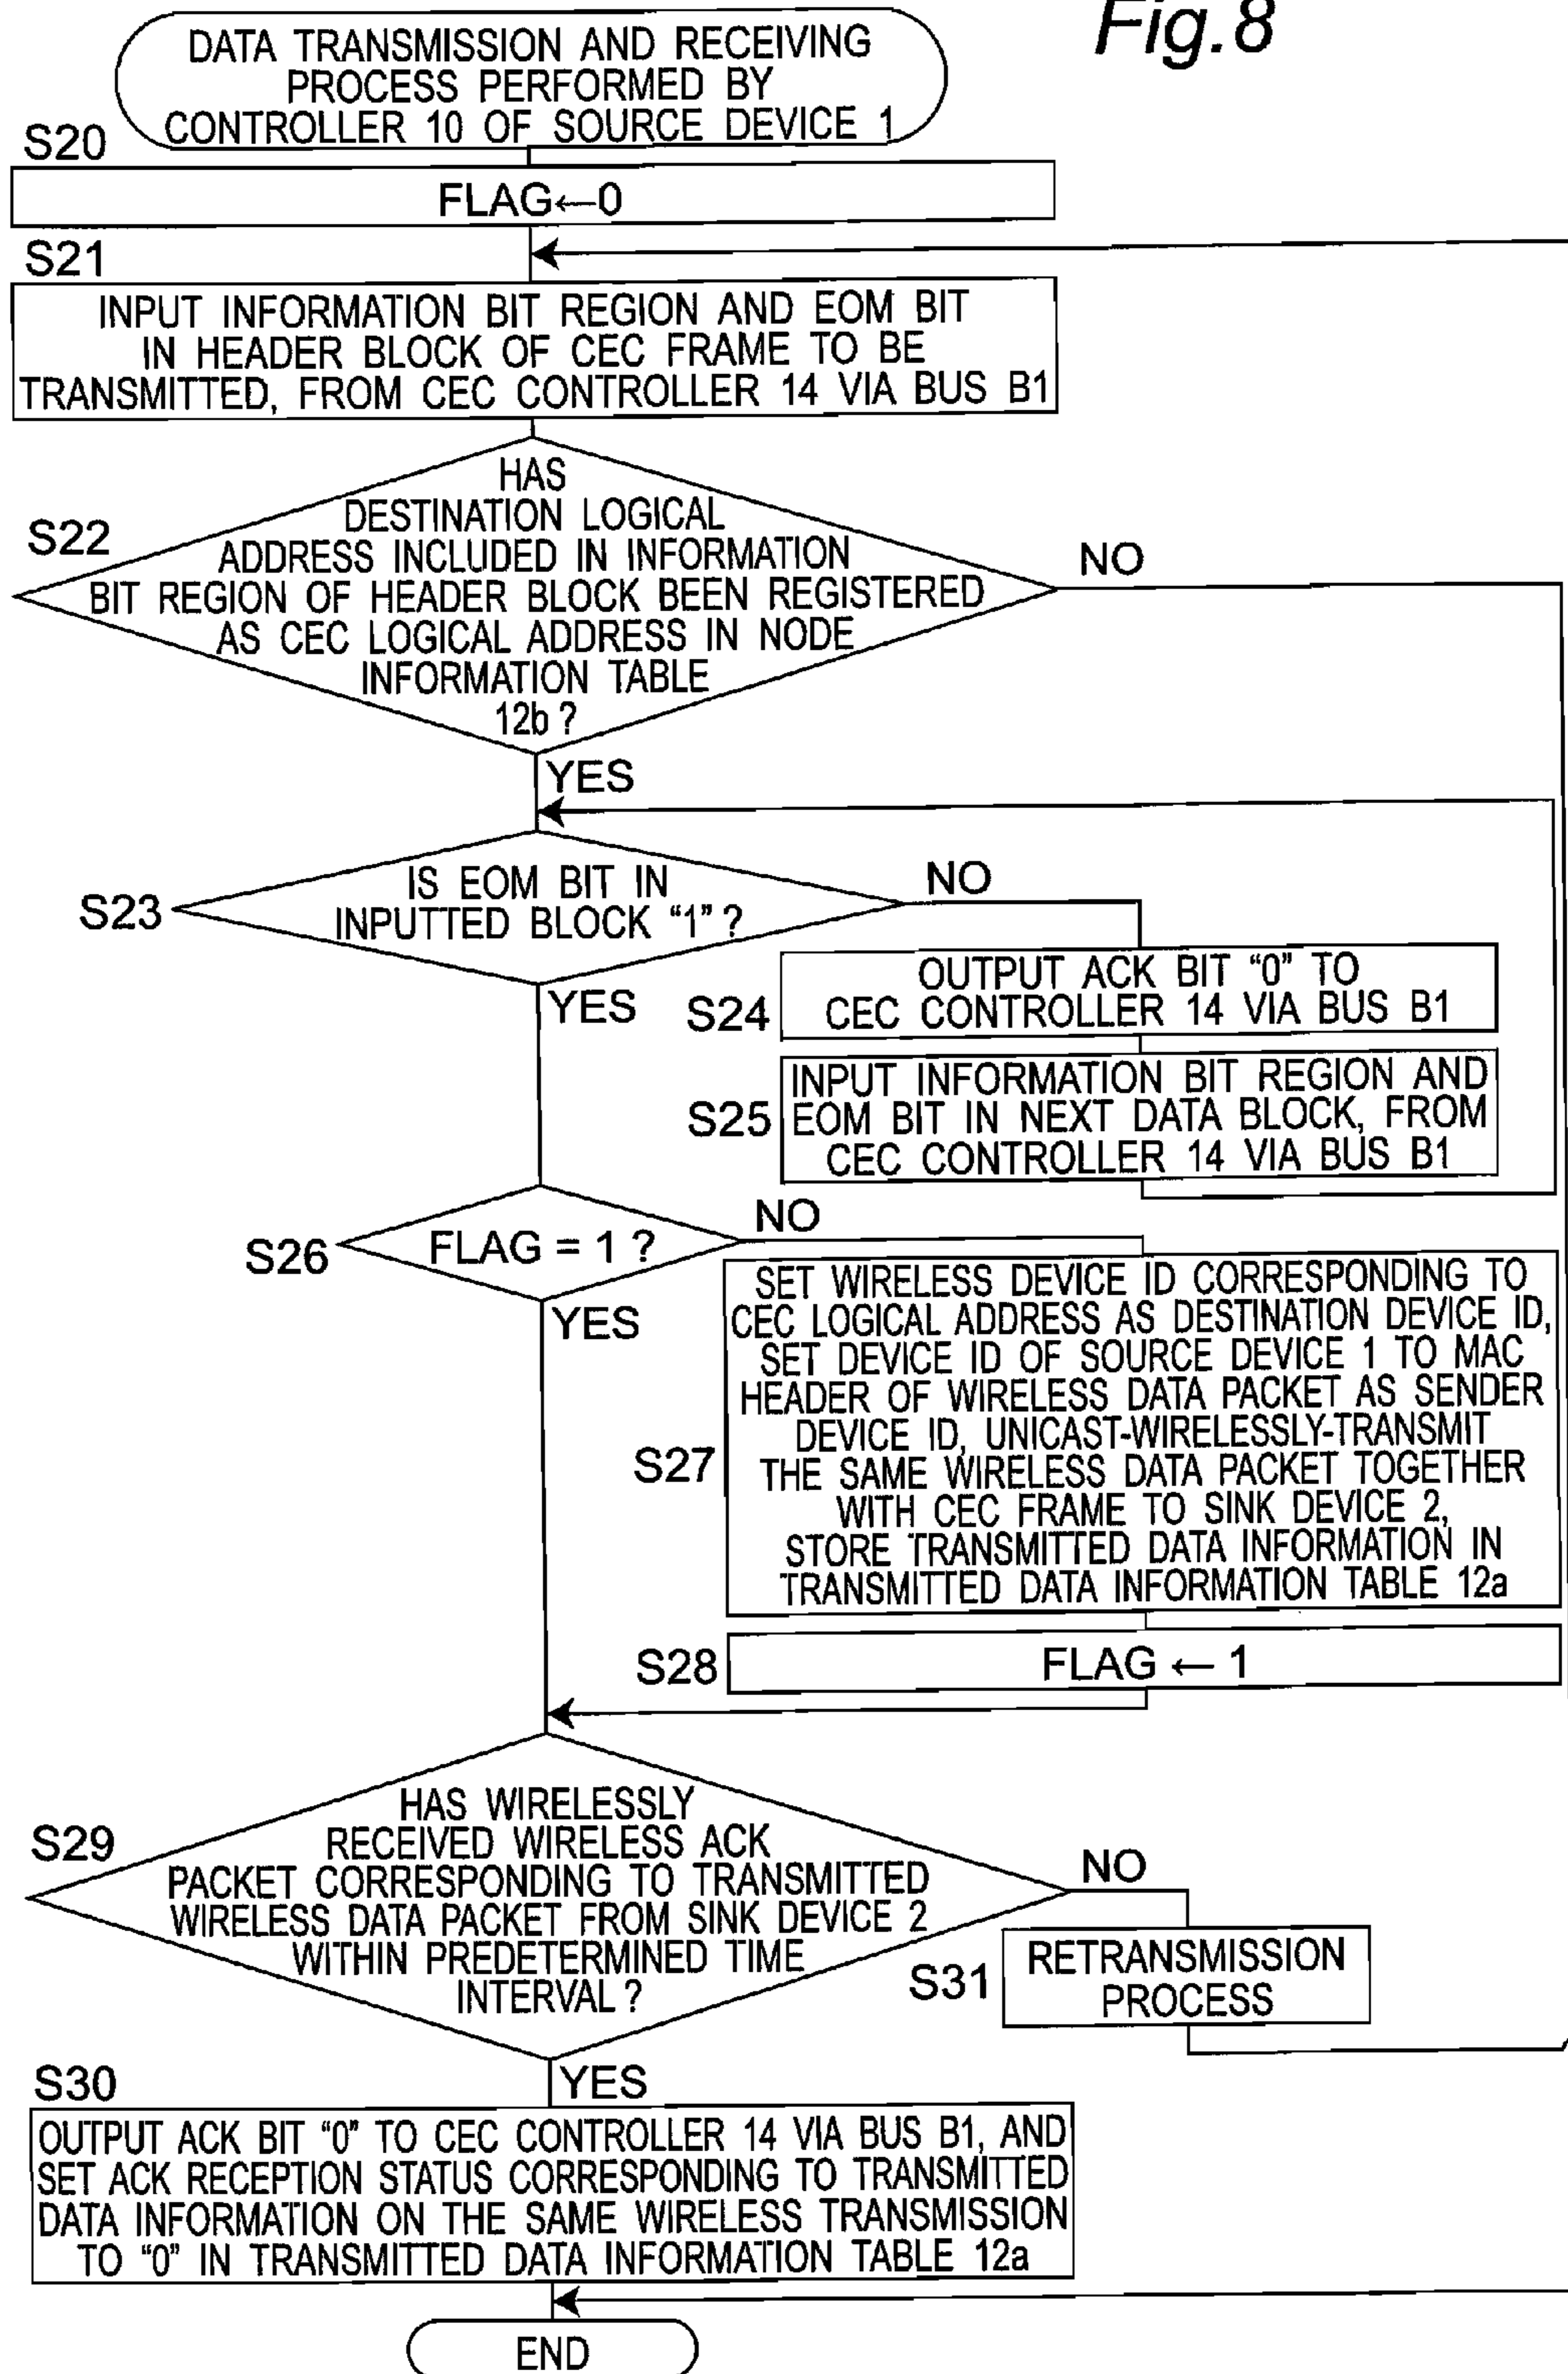 Fig.8
DATA TRANSMISSION AND RECEIVING
PROCESS PERFORMED BY
CONTROLLER 10 OF SOURCE DEVICE 1
S20
FLAG←0
S21
INPUT INFORMATION BIT REGION AND EOM BIT
IN HEADER BLOCK OF CEC FRAME TO BE
TRANSMITTED, FROM CEC CONTROLLER 14 VIA BUS B1
S22
HAS
DESTINATION LOGICAL
ADDRESS INCLUDED IN INFORMATION
BIT REGION OF HEADER BLOCK BEEN REGISTERED
AS CEC LOGICAL ADDRESS IN NODE
INFORMATION TABLE
12b ?
NO
YES
S23
IS EOM BIT IN
INPUTTED BLOCK “1” ?
NO
YES
S24
OUTPUT ACK BIT “0” TO
CEC CONTROLLER 14 VIA BUS B1
S25
INPUT INFORMATION BIT REGION AND
EOM BIT IN NEXT DATA BLOCK, FROM
CEC CONTROLLER 14 VIA BUS B1
S26
FLAG = 1 ?
NO
YES
S27
SET WIRELESS DEVICE ID CORRESPONDING TO
CEC LOGICAL ADDRESS AS DESTINATION DEVICE ID,
SET DEVICE ID OF SOURCE DEVICE 1 TO MAC
HEADER OF WIRELESS DATA PACKET AS SENDER
DEVICE ID, UNICAST-WIRELESSLY-TRANSMIT
THE SAME WIRELESS DATA PACKET TOGETHER
WITH CEC FRAME TO SINK DEVICE 2,
STORE TRANSMITTED DATA INFORMATION IN
TRANSMITTED DATA INFORMATION TABLE 12a
S28
FLAG ← 1
S29
HAS WIRELESSLY
RECEIVED WIRELESS ACK
PACKET CORRESPONDING TO TRANSMITTED
WIRELESS DATA PACKET FROM SINK DEVICE 2
WITHIN PREDETERMINED TIME
INTERVAL ?
NO
S31
RETRANSMISSION
PROCESS
YES
S30
OUTPUT ACK BIT “0” TO CEC CONTROLLER 14 VIA BUS B1, AND
SET ACK RECEPTION STATUS CORRESPONDING TO TRANSMITTED
DATA INFORMATION ON THE SAME WIRELESS TRANSMISSION
TO “0” IN TRANSMITTED DATA INFORMATION TABLE 12a
END